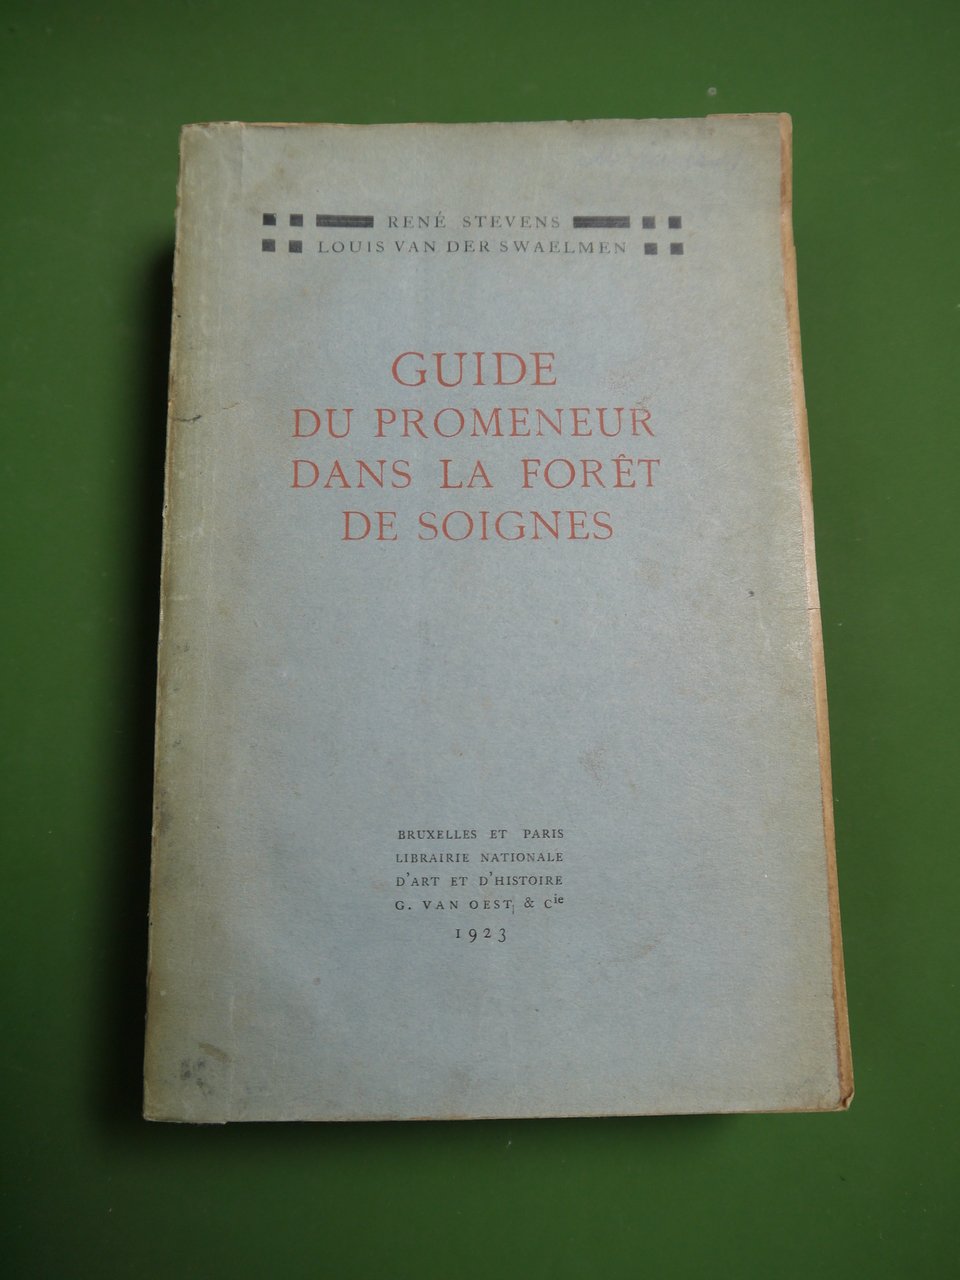 RENÉ STEVENS
LOUIS VAN DER SWAELMEN
GUIDE
DU PROMENEUR
DANS LA FORÊT
DE SOIGNES
BRUXELLES ET PARIS
LIBRAIRIE NATIONALE
D'ART ET D'HISTOIRE
G. VAN OEST & Cie
1923